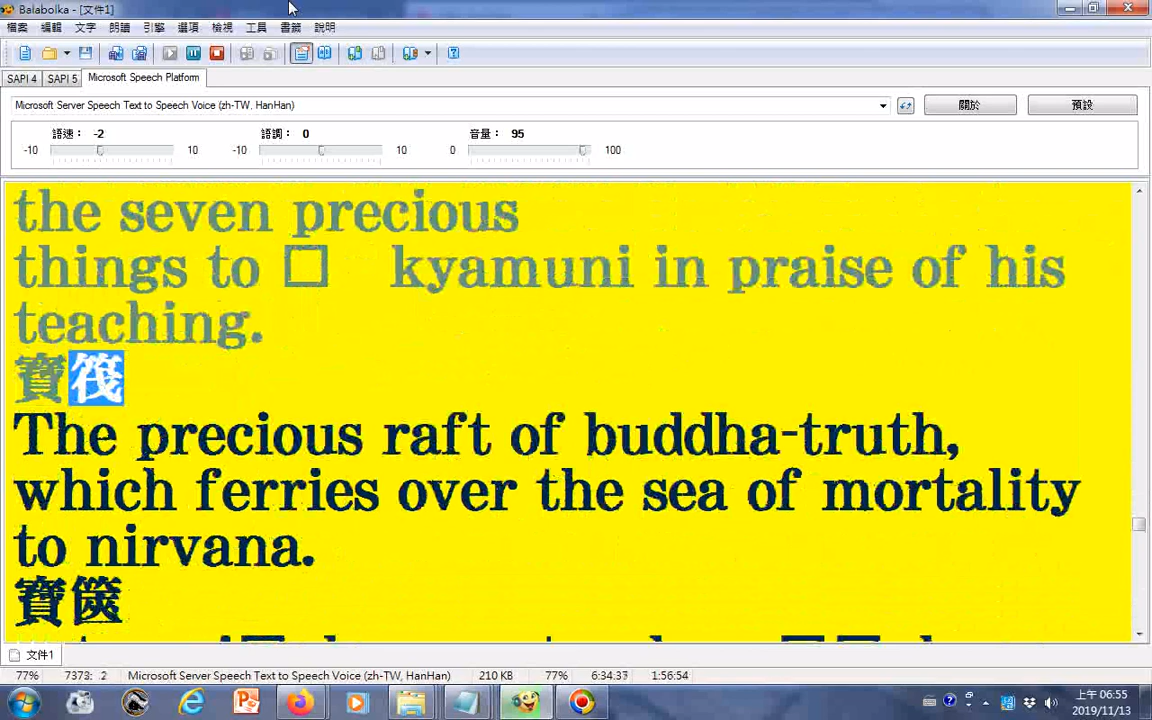 Balabolka - [文件1]
檔案 編輯 文字 朗讀 引擎 選項 檢視 工具 書籤 說明
SAPI 4 SAPI 5 Microsoft Speech Platform
Microsoft Server Speech Text to Speech Voice (zh-TW, HanHan) 關於 預設
語速： -2 語調： 0 音量： 95
-10 10 -10 10 0 100
the seven precious
things to □ kyamuni in praise of his
teaching.
寶筏
The precious raft of buddha-truth,
which ferries over the sea of mortality
to nirvana.
寶篋
文件1
77% 7373: 2 Microsoft Server Speech Text to Speech Voice (zh-TW, HanHan) 210 KB 77% 6:34:37 1:56:54
上午 06:55
2019/11/13